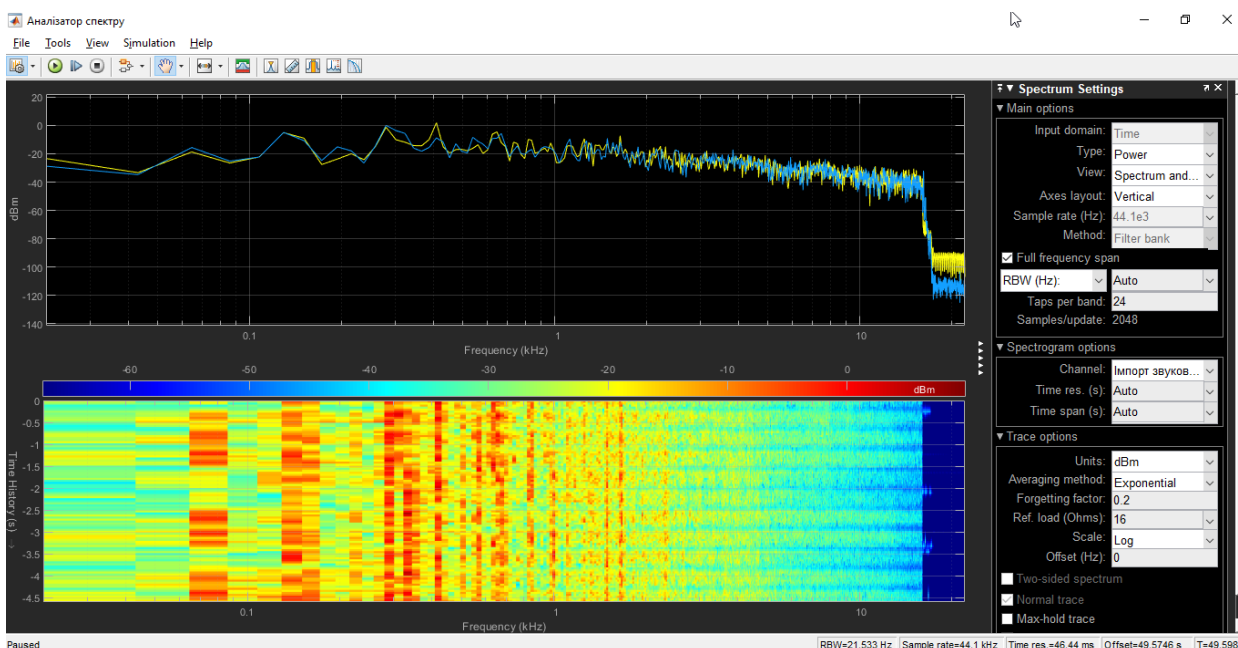 Аналізатор спектру
File Tools View Simulation Help
Spectrum Settings
Main options
Input domain: Time
Type: Power
View: Spectrum and...
Axes layout: Vertical
Sample rate (Hz): 44.1e3
Method: Filter bank
Full frequency span
RBW (Hz): Auto
Taps per band: 24
Samples/update: 2048
Spectrogram options
Channel: Імпорт звуков...
Time res. (s): Auto
Time span (s): Auto
Trace options
Units: dBm
Averaging method: Exponential
Forgetting factor: 0.2
Ref. load (Ohms): 16
Scale: Log
Offset (Hz): 0
Two-sided spectrum
Normal trace
Max-hold trace
20
0
-20
-40
-60
-80
-100
-120
-140
dBm
0.1 1 10
Frequency (kHz)
-60 -50 -40 -30 -20 -10 0
dBm
0
-0.5
-1
-1.5
-2
-2.5
-3
-3.5
-4
-4.5
Time History (s)
0.1 1 10
Frequency (kHz)
Paused
RBW=21.533 Hz Sample rate=44.1 kHz Time res.=46.44 ms Offset=49.5746 s T=49.598